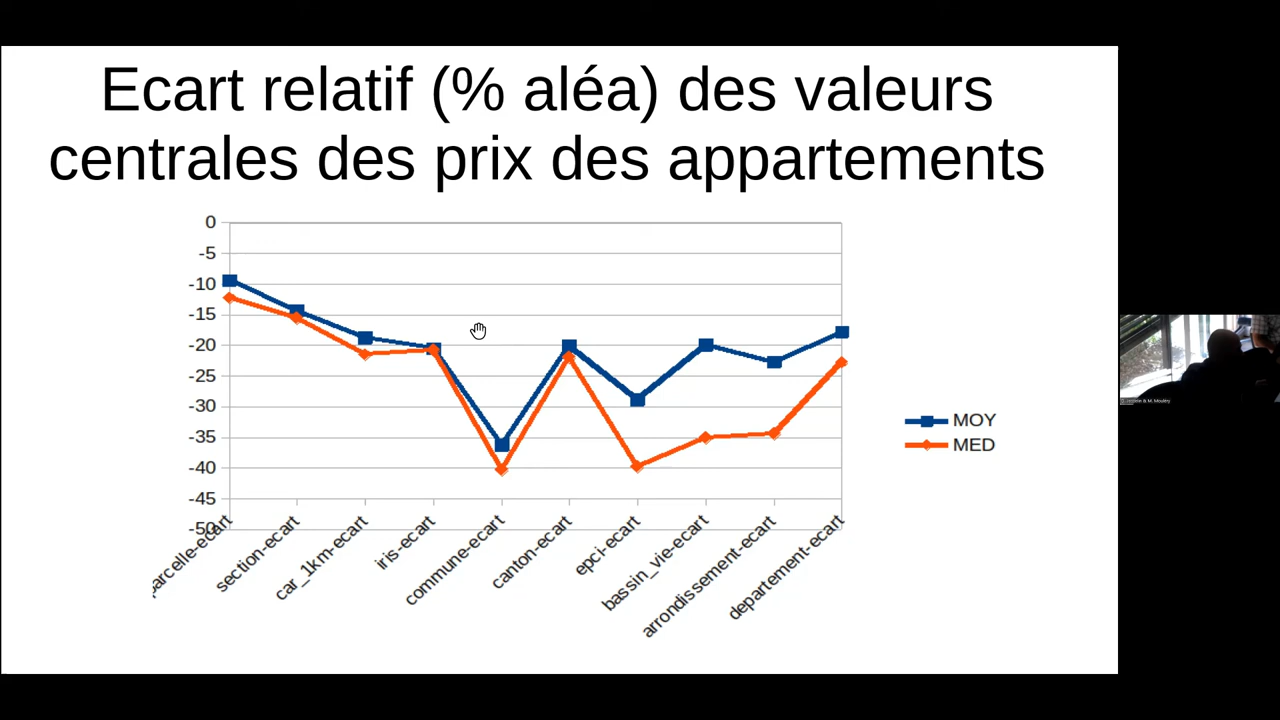 Ecart relatif (% aléa) des valeurs
centrales des prix des appartements
0
-5
-10
-15
-20
-25
-30
-35
-40
-45
-50
parcelle-ecart
section-ecart
car_1km-ecart
iris-ecart
commune-ecart
canton-ecart
epci-ecart
bassin_vie-ecart
arrondissement-ecart
departement-ecart
MOY
MED